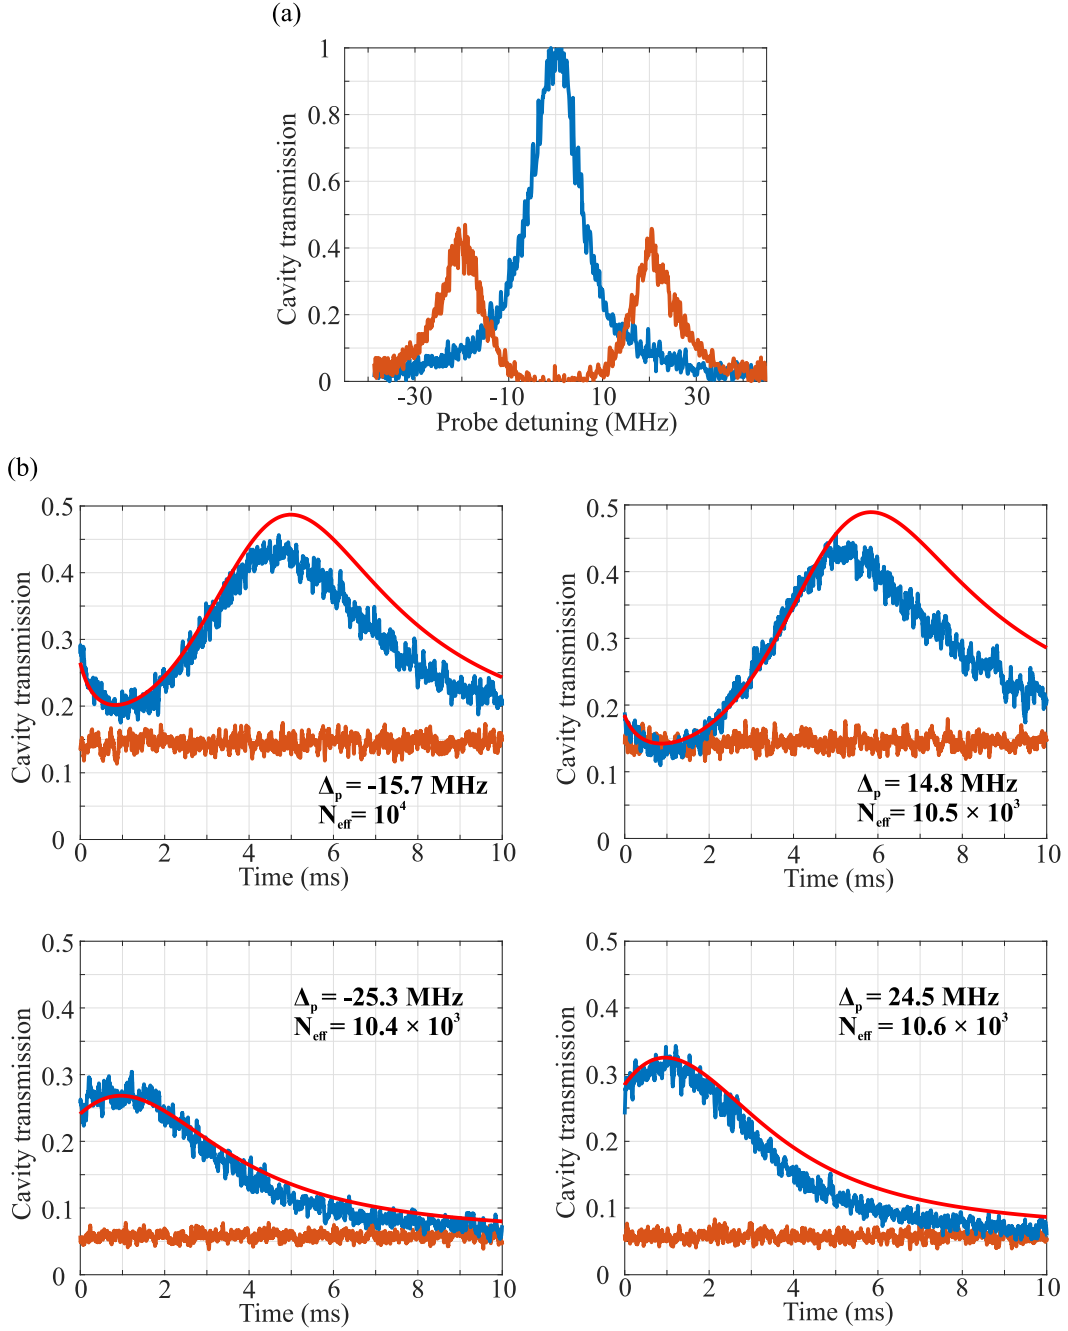 (a)
Cavity transmission
1
0.8
0.6
0.4
0.2
0
-30 -10 10 30
Probe detuning (MHz)
(b)
Cavity transmission
0.5
0.4
0.3
0.2
0.1
0
Δp = -15.7 MHz
Neff = 10⁴
0 2 4 6 8 10
Time (ms)
Cavity transmission
0.5
0.4
0.3
0.2
0.1
0
Δp = 14.8 MHz
Neff = 10.5 × 10³
0 2 4 6 8 10
Time (ms)
Cavity transmission
0.5
0.4
0.3
0.2
0.1
0
Δp = -25.3 MHz
Neff = 10.4 × 10³
0 2 4 6 8 10
Time (ms)
Cavity transmission
0.5
0.4
0.3
0.2
0.1
0
Δp = 24.5 MHz
Neff = 10.6 × 10³
0 2 4 6 8 10
Time (ms)